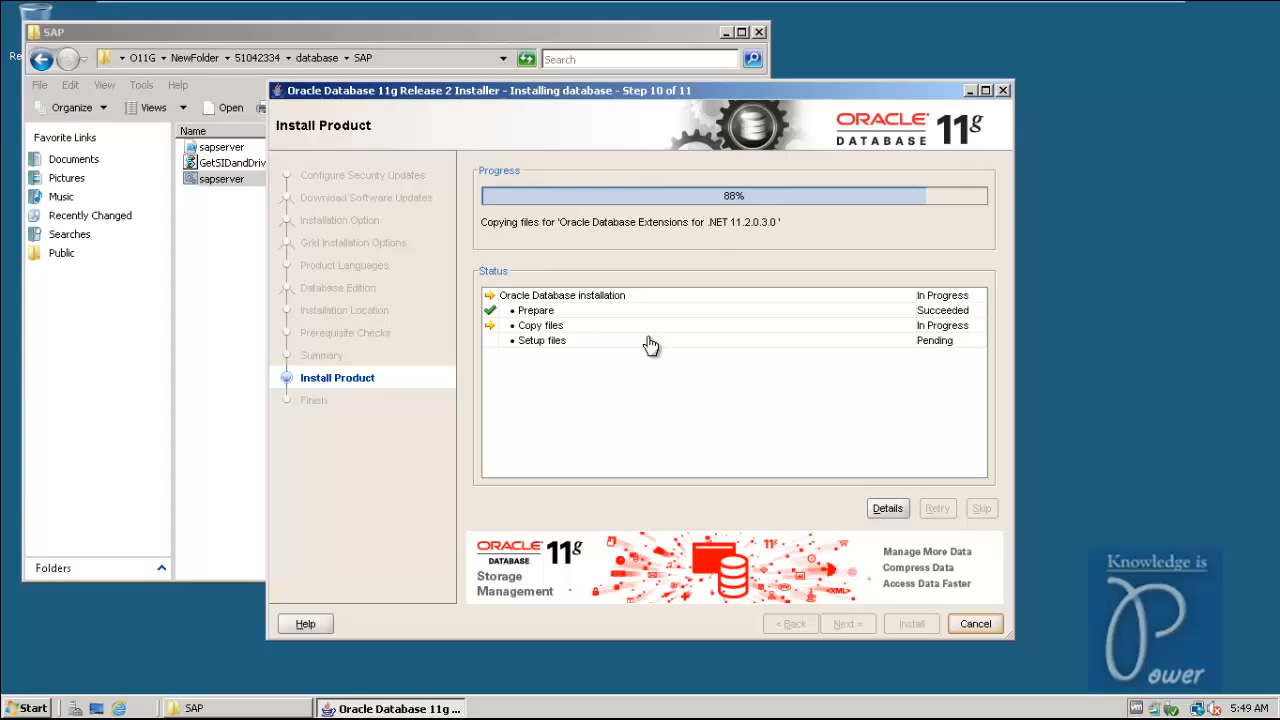 SAP
Re
O11G
NewFolder
51042334
database
SAP
Search
File
Edit
View
Tools
Help
Organize
Views
Open
Favorite Links
Documents
Pictures
Music
Recently Changed
Searches
Public
Folders
Name
sapserver
GetSIDandDriv
sapserver
Oracle Database 11g Release 2 Installer - Installing database - Step 10 of 11
Install Product
ORACLE
DATABASE
11g
Configure Security Updates
Download Software Updates
Installation Option
Grid Installation Options
Product Languages
Database Edition
Installation Location
Prerequisite Checks
Summary
Install Product
Finish
Progress
88%
Copying files for 'Oracle Database Extensions for .NET 11.2.0.3.0 '
Status
Oracle Database installation In Progress
• Prepare Succeeded
• Copy files In Progress
• Setup files Pending
Details
Retry
Skip
ORACLE
DATABASE
11g
Storage
Management
11g
<XML>
Manage More Data
Compress Data
Access Data Faster
Help
< Back
Next >
Install
Cancel
Knowledge is
Power
Start
SAP
Oracle Database 11g ...
5:49 AM